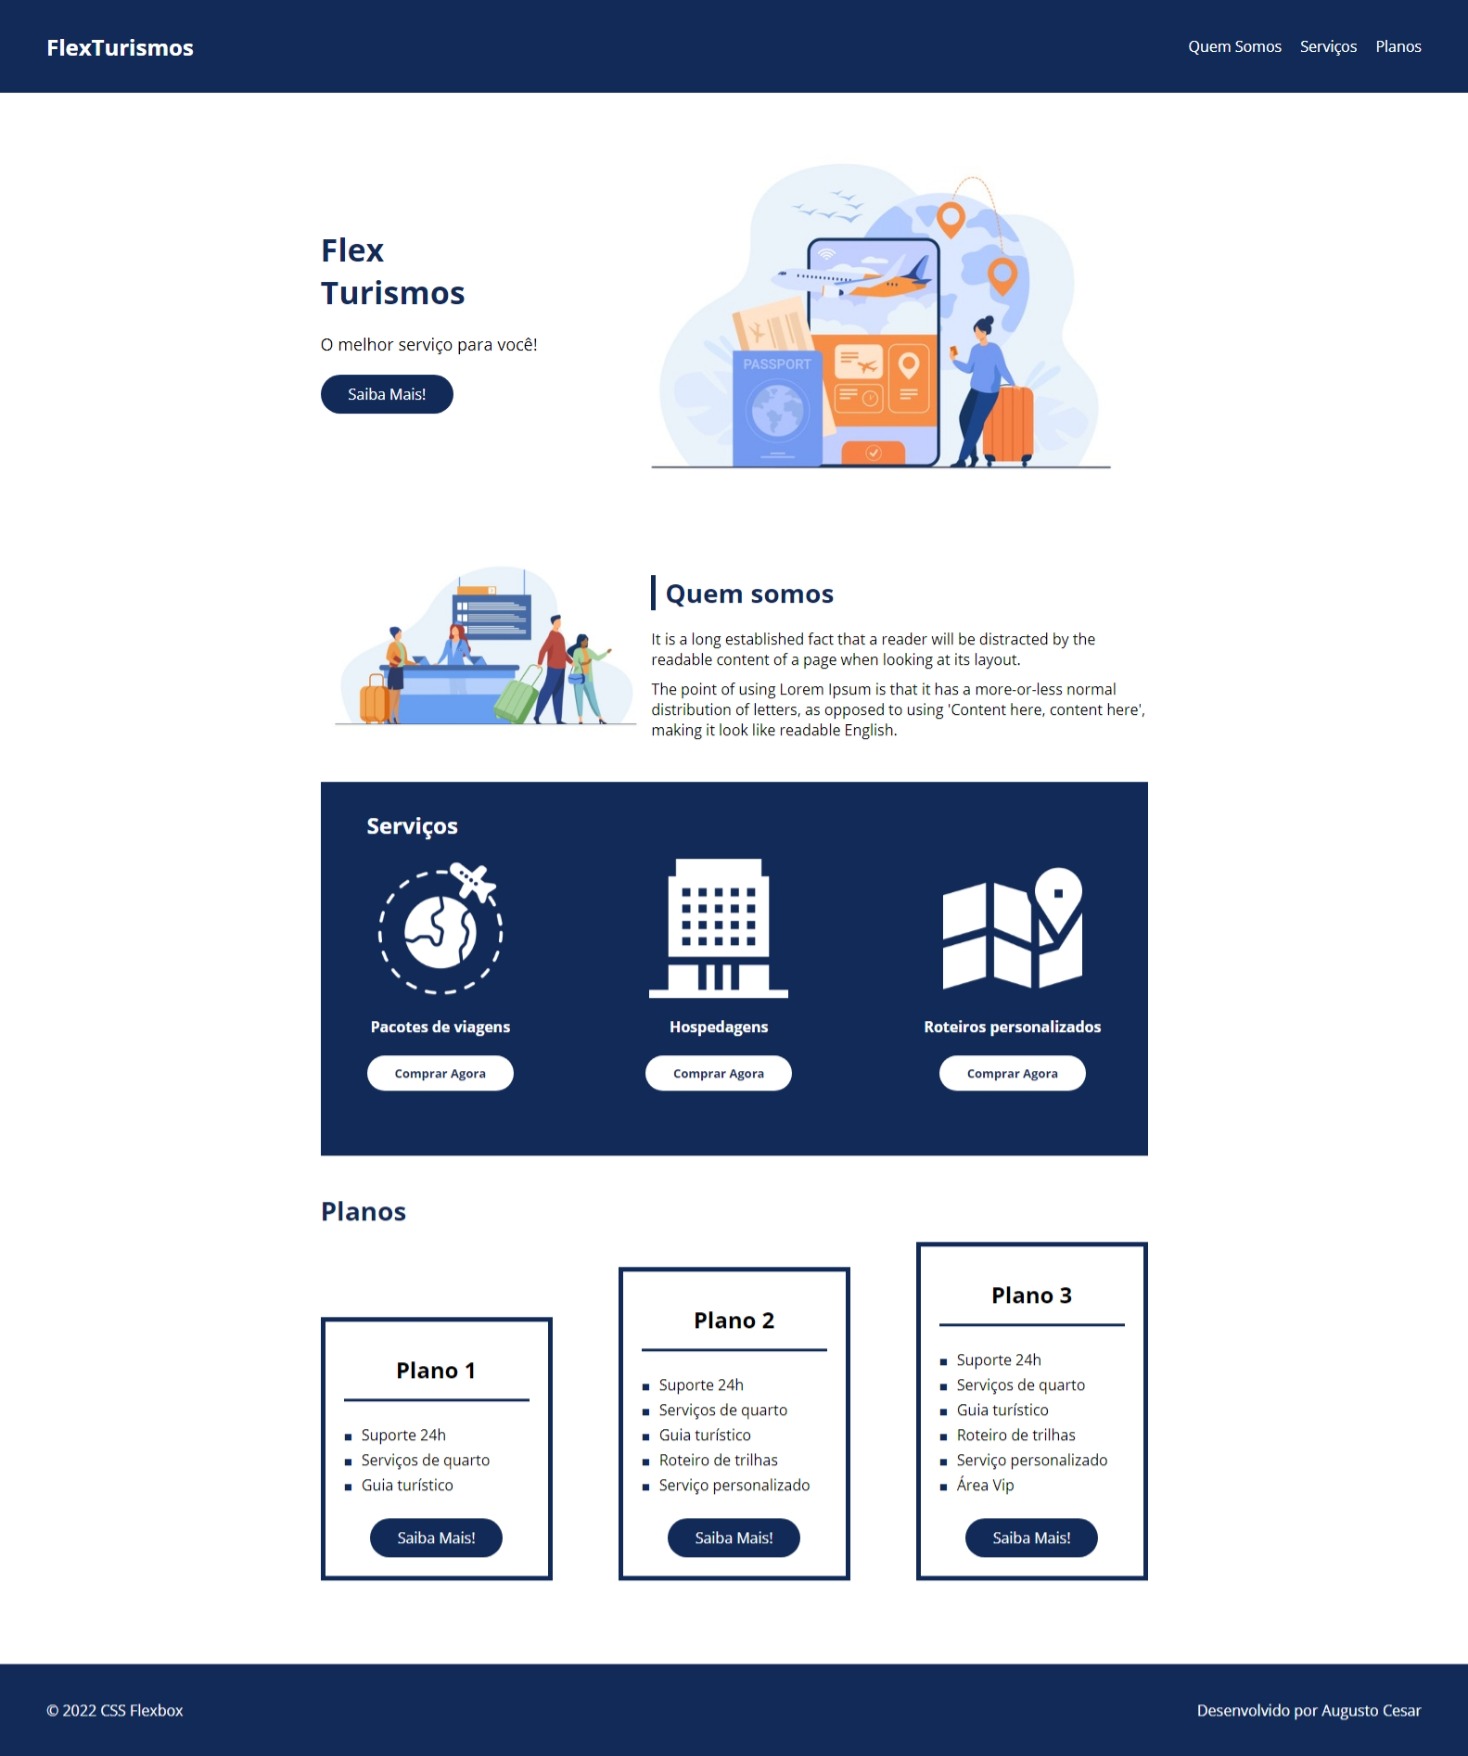 FlexTurismos
Quem Somos Serviços Planos
Flex
Turismos
O melhor serviço para você!
Saiba Mais!
PASSPORT
Quem somos
It is a long established fact that a reader will be distracted by the
readable content of a page when looking at its layout.
The point of using Lorem Ipsum is that it has a more-or-less normal
distribution of letters, as opposed to using 'Content here, content here',
making it look like readable English.
Serviços
Pacotes de viagens
Comprar Agora
Hospedagens
Comprar Agora
Roteiros personalizados
Comprar Agora
Planos
Plano 1
Suporte 24h
Serviços de quarto
Guia turístico
Saiba Mais!
Plano 2
Suporte 24h
Serviços de quarto
Guia turístico
Roteiro de trilhas
Serviço personalizado
Saiba Mais!
Plano 3
Suporte 24h
Serviços de quarto
Guia turístico
Roteiro de trilhas
Serviço personalizado
Área Vip
Saiba Mais!
© 2022 CSS Flexbox
Desenvolvido por Augusto Cesar